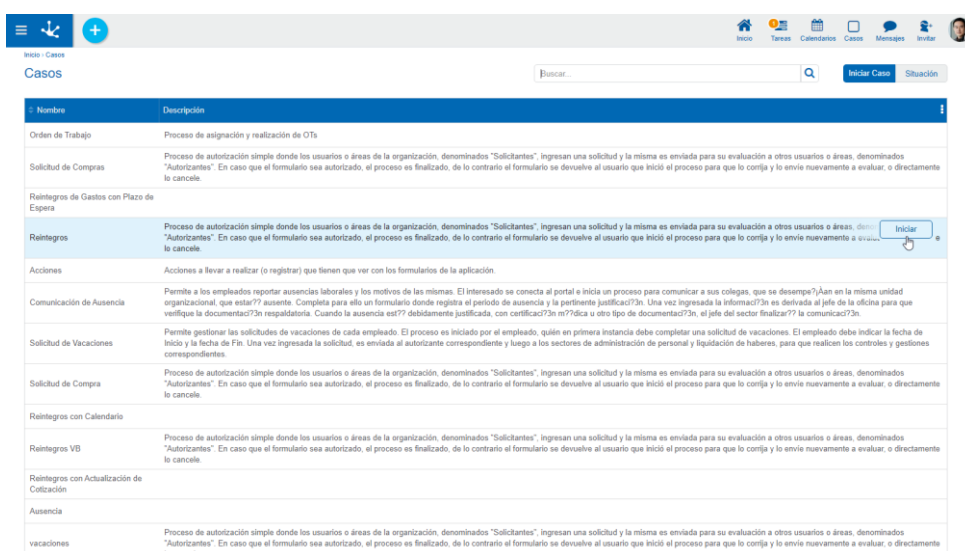 Inicio Tareas Calendarios Casos Mensajes Invitar
Inicio - Casos
Casos
Buscar...
Iniciar Caso Situación
Nombre Descripción
Orden de Trabajo Proceso de asignación y realización de OTs
Proceso de autorización simple donde los usuarios o áreas de la organización, denominados "Solicitantes", ingresan una solicitud y la misma es enviada para su evaluación a otros usuarios o áreas, denominados
Solicitud de Compras "Autorizantes". En caso que el formulario sea autorizado, el proceso es finalizado, de lo contrario el formulario se devuelve al usuario que inició el proceso para que lo corrija y lo envíe nuevamente a evaluar, o directamente
lo cancele.
Reintegros de Gastos con Plazo de
Espera
Proceso de autorización simple donde los usuarios o áreas de la organización, denominados "Solicitantes", ingresan una solicitud y la misma es enviada para su evaluación a otros usuarios o áreas,
Reintegros "Autorizantes". En caso que el formulario sea autorizado, el proceso es finalizado, de lo contrario el formulario se devuelve al usuario que inició el proceso para que lo corrija y lo envíe nuevamente a
Iniciar
lo cancele.
Acciones Acciones a llevar a realizar (o registrar) que tienen que ver con los formularios de la aplicación.
Permite a los empleados reportar ausencias laborales y los motivos de las mismas. El interesado se conecta al portal e inicia un proceso para comunicar a sus colegas, que se desempe?¡Aan en la misma unidad
Comunicación de Ausencia organizacional, que estar?? ausente. Completa para ello un formulario donde registra el periodo de ausencia y la pertinente justificaci?3n. Una vez ingresada la informaci?3n es derivada al jefe de la oficina para que
verifique la documentaci?3n respaldatoria. Cuando la ausencia est?? debidamente justificada, con certificaci?3n m??dica u otro tipo de documentaci?3n, el jefe del sector finalizar?? la comunicaci?3n.
Permite gestionar las solicitudes de vacaciones de cada empleado. El proceso es iniciado por el empleado, quién en primera instancia debe completar una solicitud de vacaciones. El empleado debe indicar la fecha de
Solicitud de Vacaciones Inicio y la fecha de Fin. Una vez ingresada la solicitud, es enviada al autorizante correspondiente y luego a los sectores de administración de personal y liquidación de haberes, para que realicen los controles y gestiones
correspondientes.
Proceso de autorización simple donde los usuarios o áreas de la organización, denominados "Solicitantes", ingresan una solicitud y la misma es enviada para su evaluación a otros usuarios o áreas, denominados
Solicitud de Compra "Autorizantes". En caso que el formulario sea autorizado, el proceso es finalizado, de lo contrario el formulario se devuelve al usuario que inició el proceso para que lo corrija y lo envíe nuevamente a evaluar, o directamente
lo cancele.
Reintegros con Calendario
Proceso de autorización simple donde los usuarios o áreas de la organización, denominados "Solicitantes", ingresan una solicitud y la misma es enviada para su evaluación a otros usuarios o áreas, denominados
Reintegros VB "Autorizantes". En caso que el formulario sea autorizado, el proceso es finalizado, de lo contrario el formulario se devuelve al usuario que inició el proceso para que lo corrija y lo envíe nuevamente a evaluar, o directamente
lo cancele.
Reintegros con Actualización de
Cotización
Ausencia
Proceso de autorización simple donde los usuarios o áreas de la organización, denominados "Solicitantes", ingresan una solicitud y la misma es enviada para su evaluación a otros usuarios o áreas, denominados
vacaciones "Autorizantes". En caso que el formulario sea autorizado, el proceso es finalizado, de lo contrario el formulario se devuelve al usuario que inició el proceso para que lo corrija y lo envíe nuevamente a evaluar, o directamente